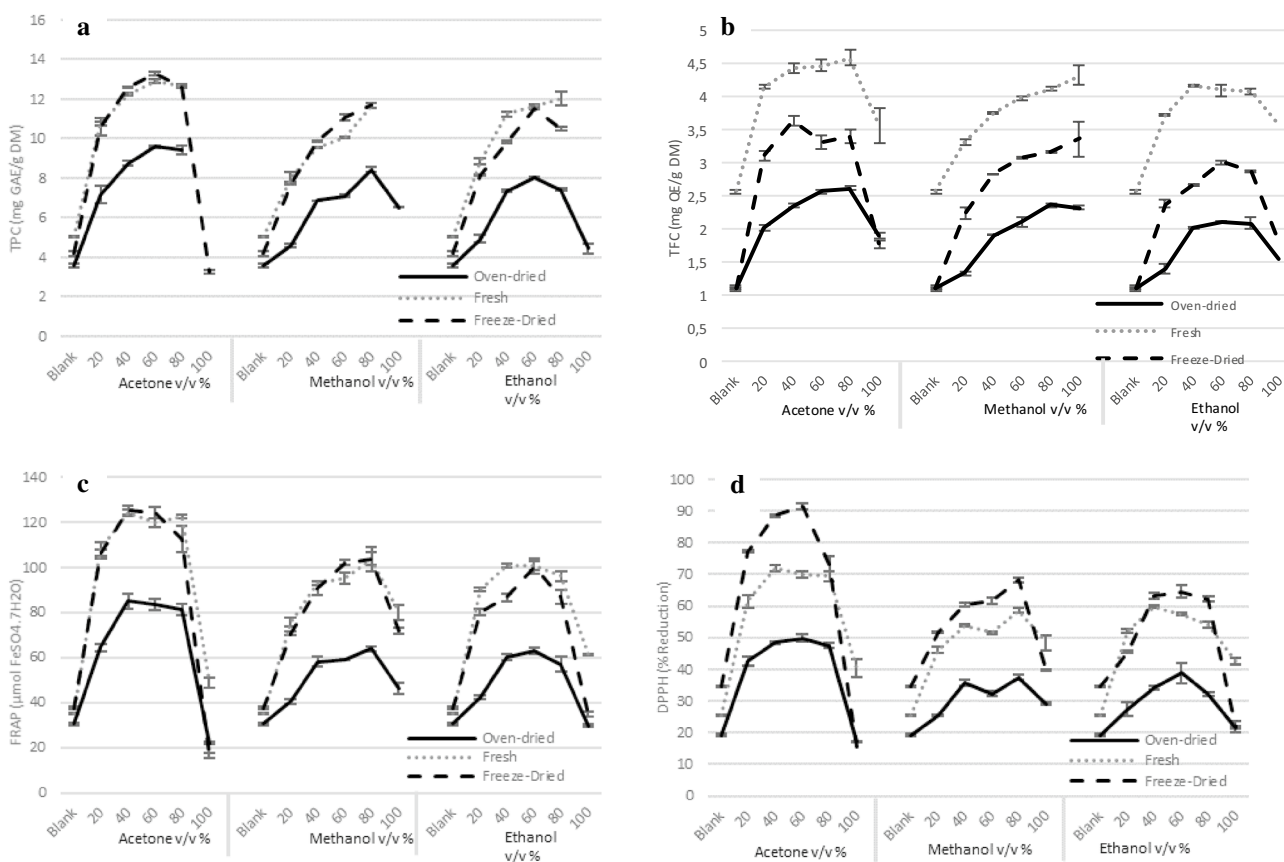 a
TPC (mg GAE/g DM)
16
14
12
10
8
6
4
2
0
Oven-dried
Fresh
Freeze-Dried
Blank 20 40 60 80 100 Blank 20 40 60 80 100 Blank 20 40 60 80 100
Acetone v/v % Methanol v/v % Ethanol
v/v %
b
TFC (mg QE/g DM)
5
4,5
4
3,5
3
2,5
2
1,5
1
0,5
0
Oven-dried
Fresh
Freeze-Dried
Blank 20 40 60 80 100 Blank 20 40 60 80 100 Blank 20 40 60 80 100
Acetone v/v % Methanol v/v % Ethanol
v/v %
c
FRAP (µmol FeSO4.7H2O)
140
120
100
80
60
40
20
0
Oven-dried
Fresh
Freeze-Dried
Blank 20 40 60 80 100 Blank 20 40 60 80 100 Blank 20 40 60 80 100
Acetone v/v % Methanol v/v % Ethanol
v/v %
d
DPPH (% Reduction)
100
90
80
70
60
50
40
30
20
10
0
Oven-dried
Fresh
Freeze-Dried
Blank 20 40 60 80 100 Blank 20 40 60 80 100 Blank 20 40 60 80 100
Acetone v/v % Methanol v/v % Ethanol v/v %